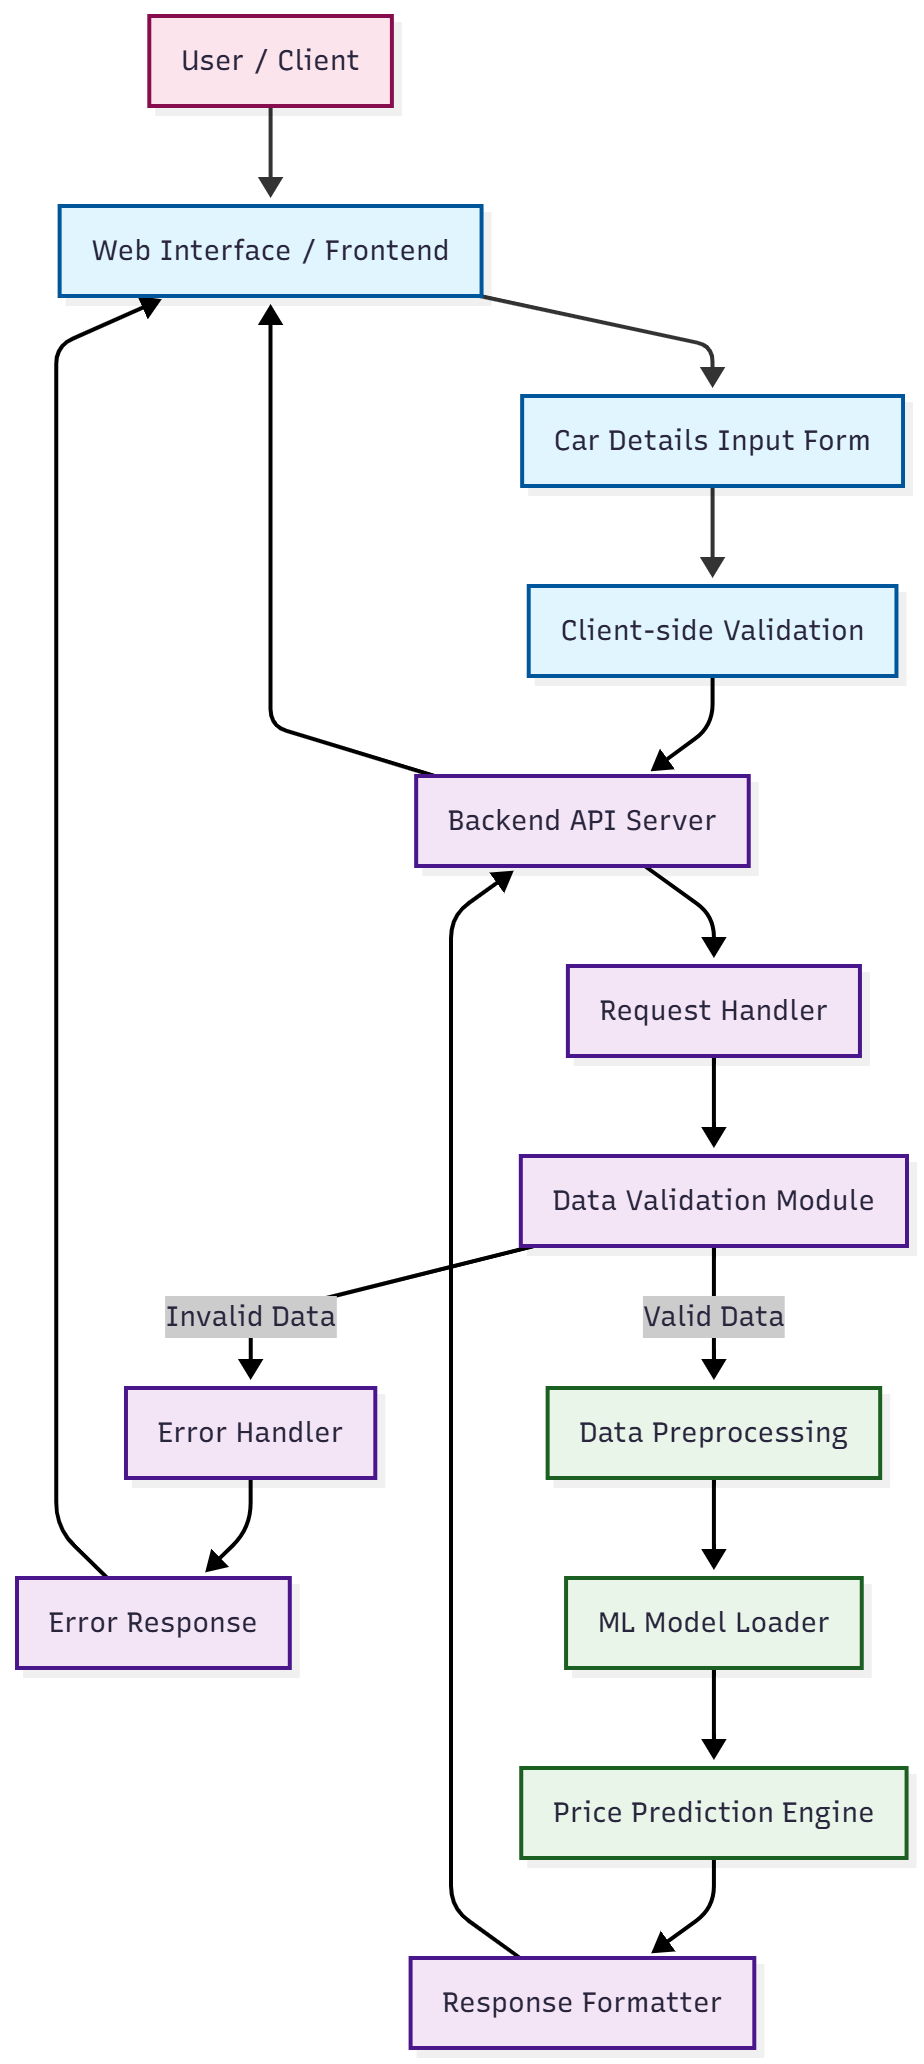 User / Client
Web Interface / Frontend
Car Details Input Form
Client-side Validation
Backend API Server
Request Handler
Data Validation Module
Invalid Data
Valid Data
Error Handler
Data Preprocessing
Error Response
ML Model Loader
Price Prediction Engine
Response Formatter